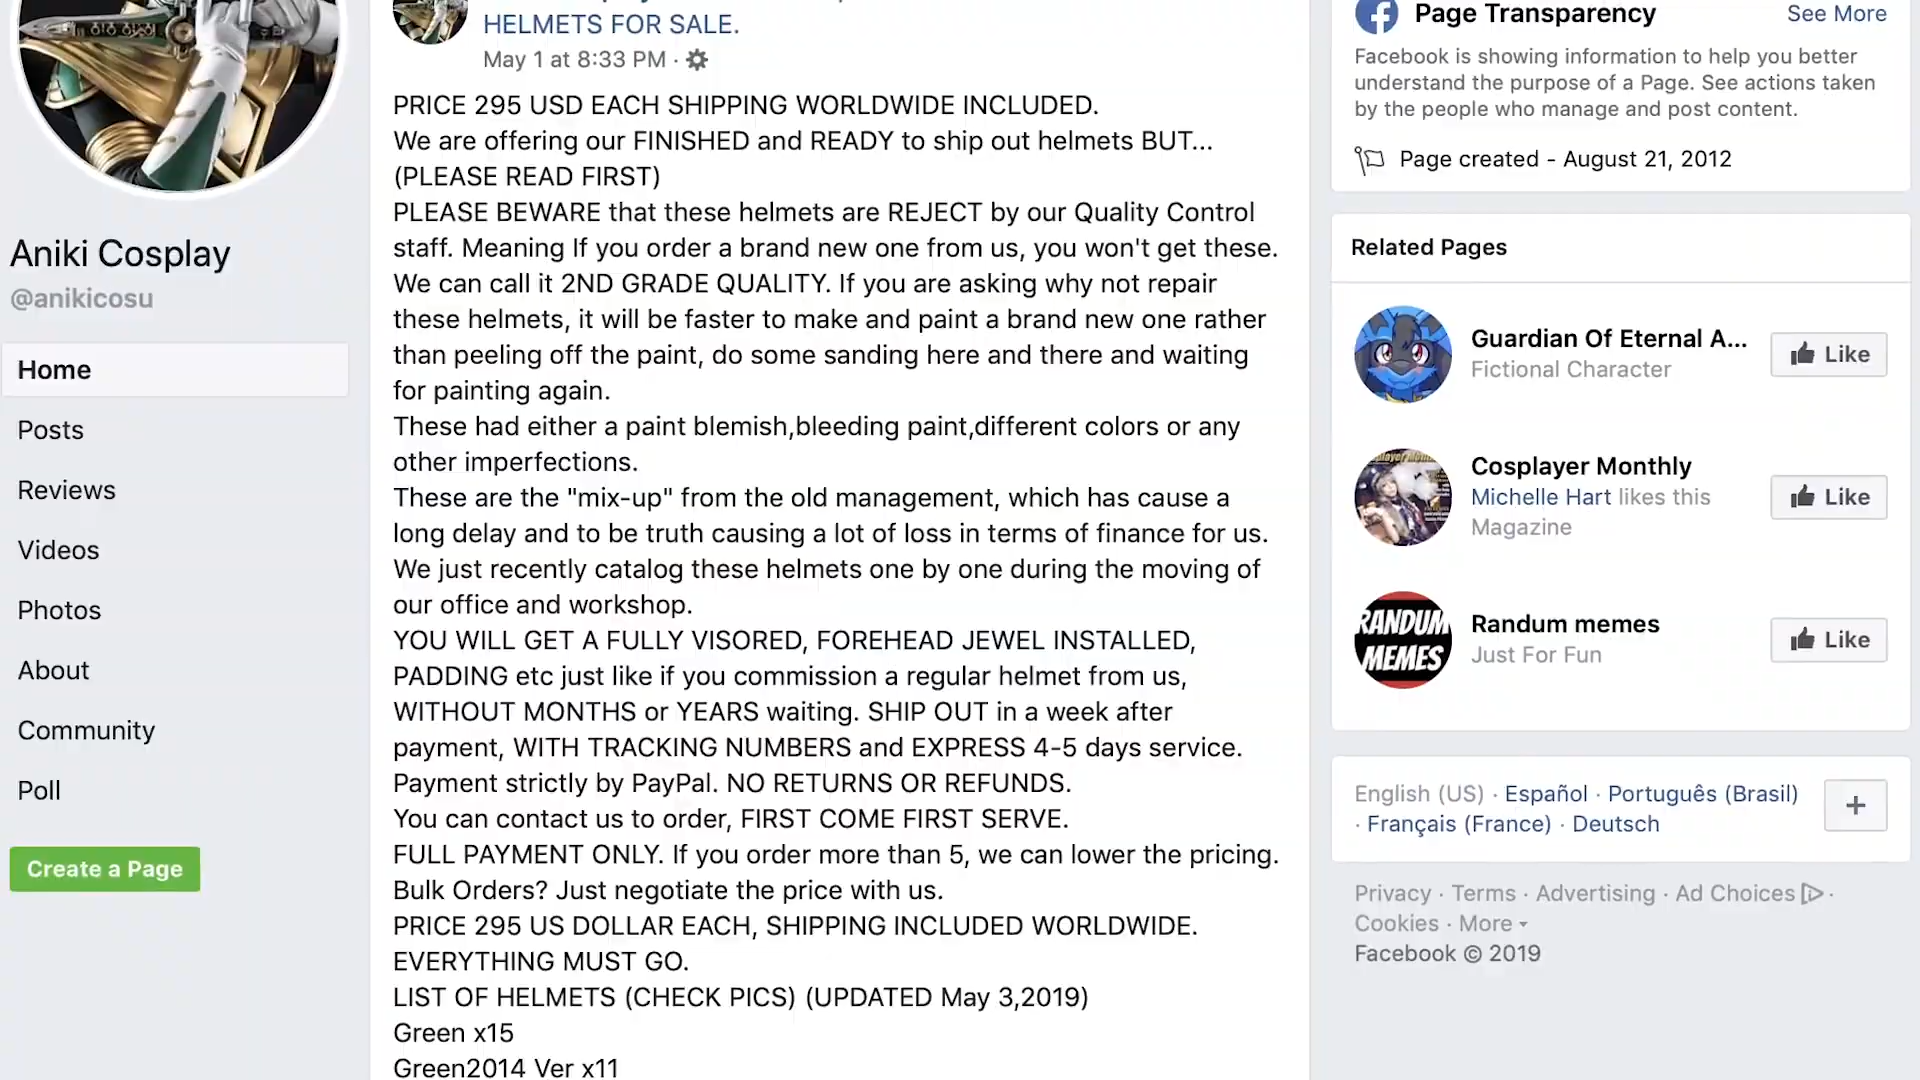 Aniki Cosplay
@anikicosu
Home
Posts
Reviews
Videos
Photos
About
Community
Poll
Create a Page
HELMETS FOR SALE.
May 1 at 8:33 PM ·
PRICE 295 USD EACH SHIPPING WORLDWIDE INCLUDED.
We are offering our FINISHED and READY to ship out helmets BUT...
(PLEASE READ FIRST)
PLEASE BEWARE that these helmets are REJECT by our Quality Control
staff. Meaning If you order a brand new one from us, you won't get these.
We can call it 2ND GRADE QUALITY. If you are asking why not repair
these helmets, it will be faster to make and paint a brand new one rather
than peeling off the paint, do some sanding here and there and waiting
for painting again.
These had either a paint blemish,bleeding paint,different colors or any
other imperfections.
These are the "mix-up" from the old management, which has cause a
long delay and to be truth causing a lot of loss in terms of finance for us.
We just recently catalog these helmets one by one during the moving of
our office and workshop.
YOU WILL GET A FULLY VISORED, FOREHEAD JEWEL INSTALLED,
PADDING etc just like if you commission a regular helmet from us,
WITHOUT MONTHS or YEARS waiting. SHIP OUT in a week after
payment, WITH TRACKING NUMBERS and EXPRESS 4-5 days service.
Payment strictly by PayPal. NO RETURNS OR REFUNDS.
You can contact us to order, FIRST COME FIRST SERVE.
FULL PAYMENT ONLY. If you order more than 5, we can lower the pricing.
Bulk Orders? Just negotiate the price with us.
PRICE 295 US DOLLAR EACH, SHIPPING INCLUDED WORLDWIDE.
EVERYTHING MUST GO.
LIST OF HELMETS (CHECK PICS) (UPDATED May 3,2019)
Green x15
Green2014 Ver x11
Page Transparency
See More
Facebook is showing information to help you better
understand the purpose of a Page. See actions taken
by the people who manage and post content.
Page created - August 21, 2012
Related Pages
Guardian Of Eternal A...
Fictional Character
Like
Cosplayer Monthly
Michelle Hart likes this
Magazine
Like
RANDUM
MEMES
Randum memes
Just For Fun
Like
English (US) · Español · Português (Brasil)
· Français (France) · Deutsch
+
Privacy · Terms · Advertising · Ad Choices ·
Cookies · More
Facebook © 2019